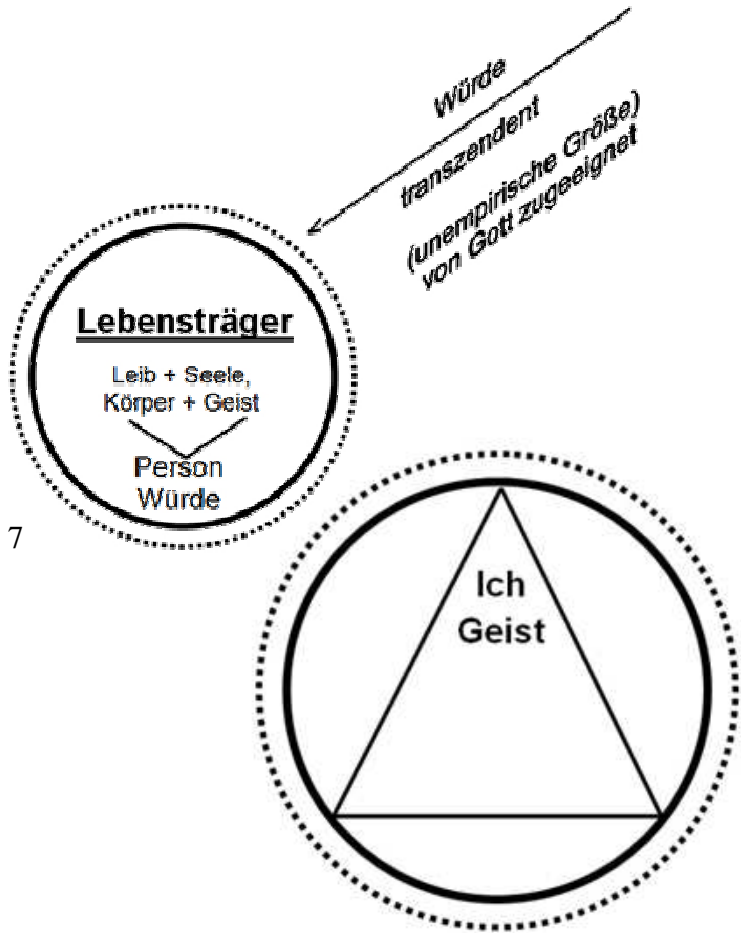 Würde
transzendent
(unempirische Größe)
von Gott zugeeignet
Lebensträger
Leib + Seele,
Körper + Geist
Person
Würde
7
Ich
Geist